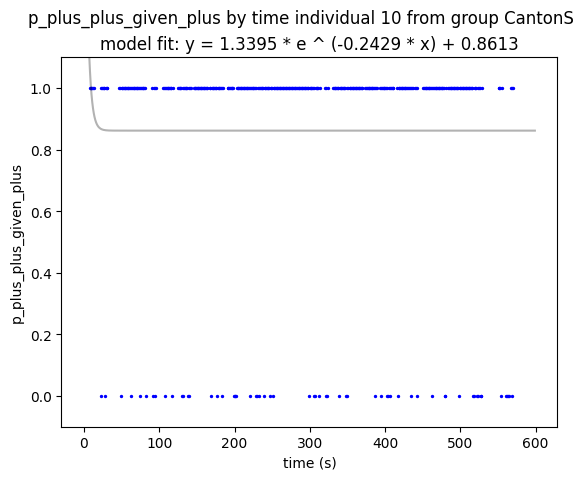 p_plus_plus_given_plus by time individual 10 from group CantonS
model fit: y = 1.3395 * e ^ (-0.2429 * x) + 0.8613
1.0
0.8
0.6
0.4
0.2
0.0
p_plus_plus_given_plus
0 100 200 300 400 500 600
time (s)